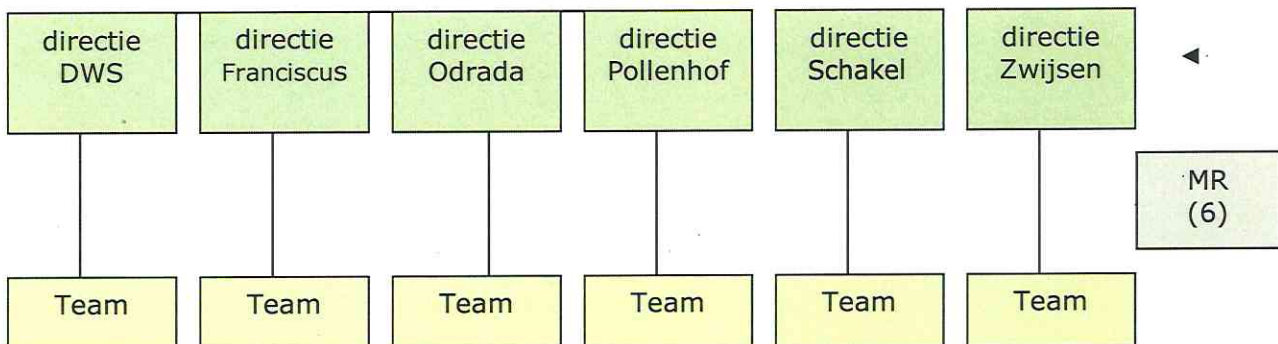 directie
DWS
directie
Franciscus
directie
Odrada
directie
Pollenhof
directie
Schakel
directie
Zwijsen
MR
(6)
Team
Team
Team
Team
Team
Team